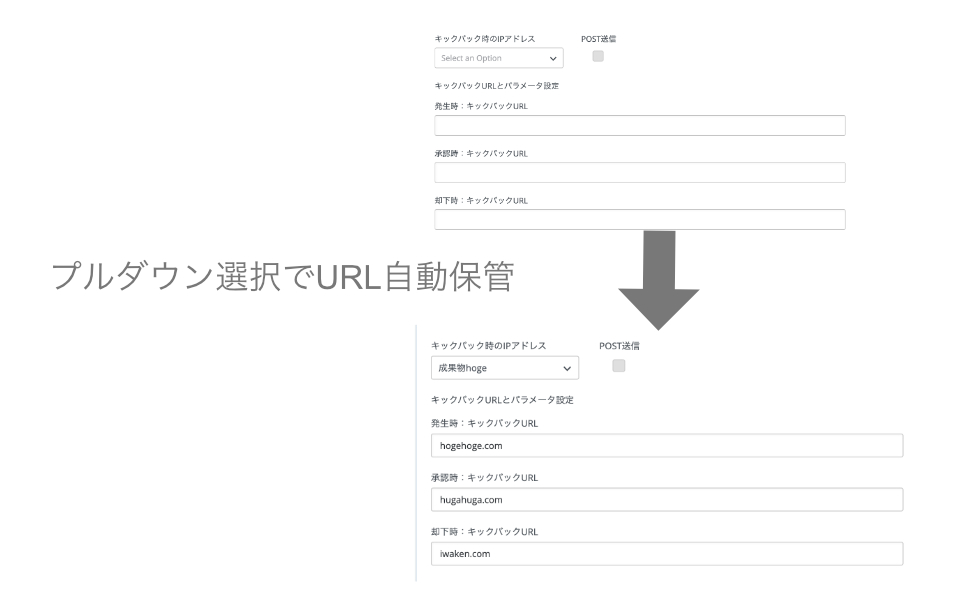 キックバック時のIPアドレス POST送信
Select an Option
キックバックURLとパラメータ設定
発生時：キックバックURL
承認時：キックバックURL
却下時：キックバックURL
プルダウン選択でURL自動保管
キックバック時のIPアドレス POST送信
成果物hoge
キックバックURLとパラメータ設定
発生時：キックバックURL
hogehoge.com
承認時：キックバックURL
hugahuga.com
却下時：キックバックURL
iwaken.com